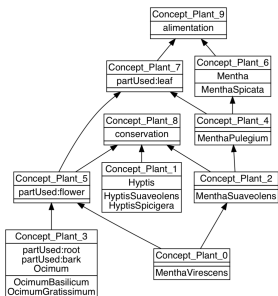 Concept_Plant_9
alimentation
Concept_Plant_7
partUsed:leaf
Concept_Plant_6
Mentha
MenthaSpicata
Concept_Plant_8
conservation
Concept_Plant_4
MenthaPulegium
Concept_Plant_5
partUsed:flower
Concept_Plant_1
Hyptis
HyptisSuaveolens
HyptisSpicigera
Concept_Plant_2
MenthaSuaveolens
Concept_Plant_3
partUsed:root
partUsed:bark
Ocimum
OcimumBasilicum
OcimumGratissimum
Concept_Plant_0
MenthaVirescens